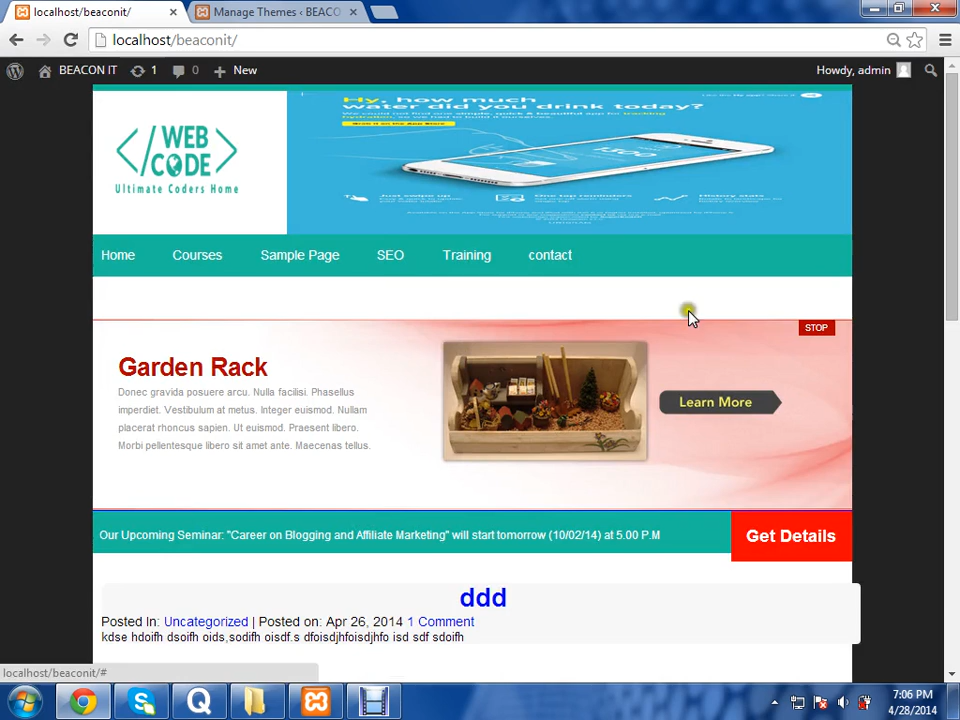 localhost/beaconit/
Manage Themes ‹ BEACO
localhost/beaconit/
BEACON IT
1
0
New
Howdy, admin
WEB
CODE
Ultimate Coders Home
Hy, how much
water did you drink today?
Just swipe up
History stats
Home
Courses
Sample Page
SEO
Training
contact
STOP
Garden Rack
Donec gravida posuere arcu. Nulla facilisi. Phasellus
imperdiet. Vestibulum at metus. Integer euismod. Nullam
placerat rhoncus sapien. Ut euismod. Praesent libero.
Morbi pellentesque libero sit amet ante. Maecenas tellus.
Learn More
Our Upcoming Seminar: "Career on Blogging and Affiliate Marketing" will start tomorrow (10/02/14) at 5.00 P.M
Get Details
ddd
Posted In: Uncategorized | Posted on: Apr 26, 2014 1 Comment
kdse hdoifh dsoifh oids,sodifh oisdf.s dfoisdjhfoisdjhfo isd sdf sdoifh
localhost/beaconit/#
7:06 PM
4/28/2014